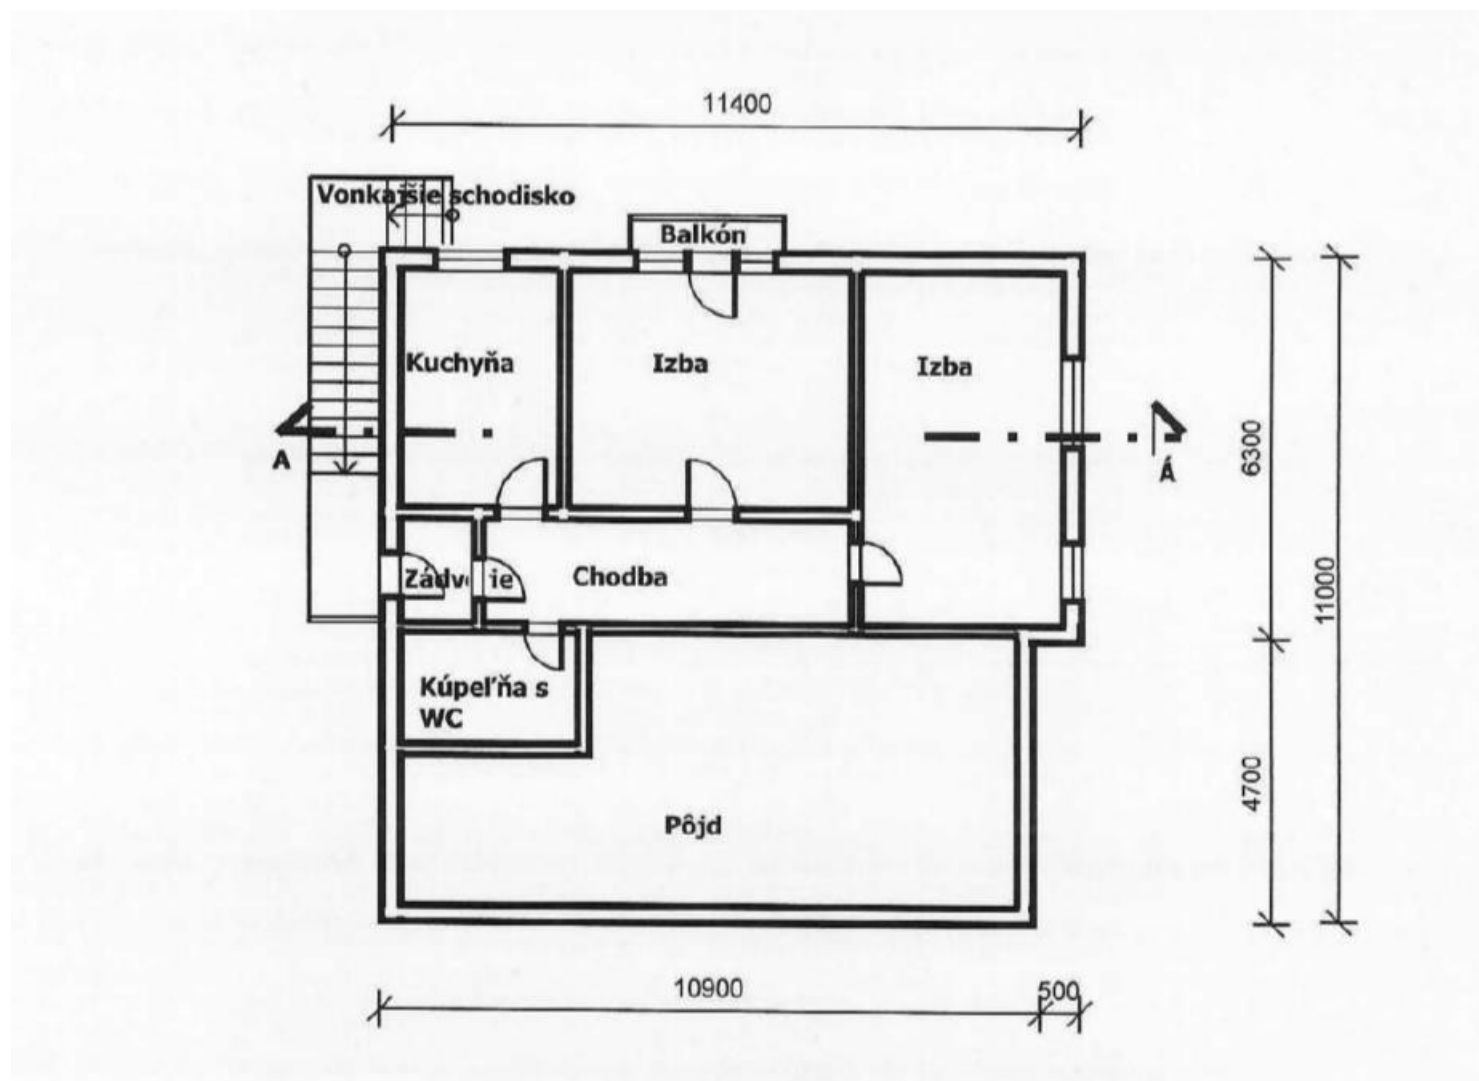 11400
Vonkajšie schodisko
Balkón
Kuchyňa
Izba
Izba
A
Á
6300
11000
Chodba
Kúpeľňa s
WC
4700
Pôjd
10900
500